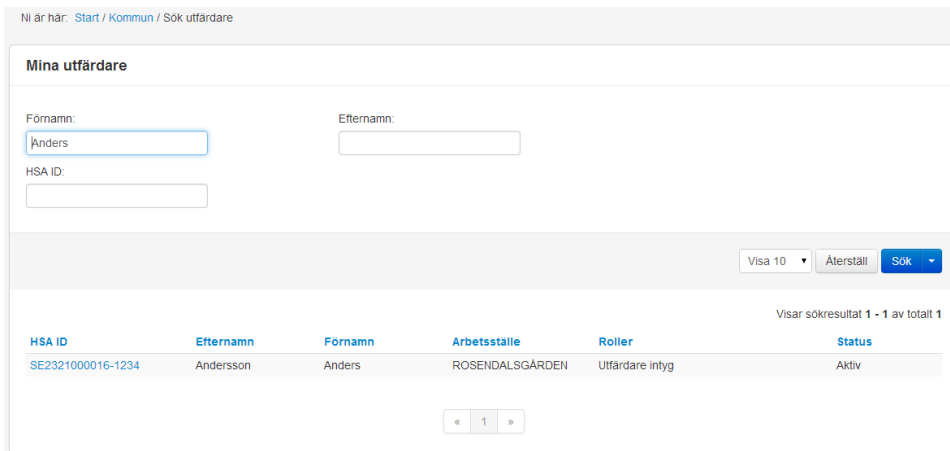 Ni är här: Start / Kommun / Sök utfärdare
Mina utfärdare
Förnamn: Efternamn:
Anders
HSA ID:
Visa 10 Återställ Sök
Visar sökresultat 1 - 1 av totalt 1
HSA ID Efternamn Förnamn Arbetsställe Roller Status
SE2321000016-1234 Andersson Anders ROSENDALSGÅRDEN Utfärdare intyg Aktiv
« 1 »